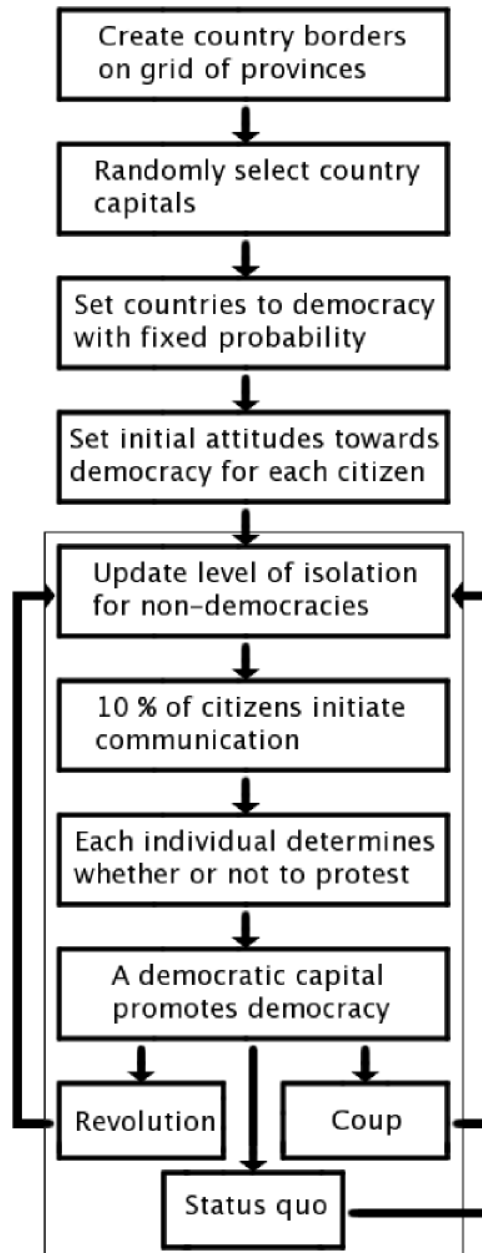 Create country borders
on grid of provinces
Randomly select country
capitals
Set countries to democracy
with fixed probability
Set initial attitudes towards
democracy for each citizen
Update level of isolation
for non-democracies
10 % of citizens initiate
communication
Each individual determines
whether or not to protest
A democratic capital
promotes democracy
Revolution
Coup
Status quo